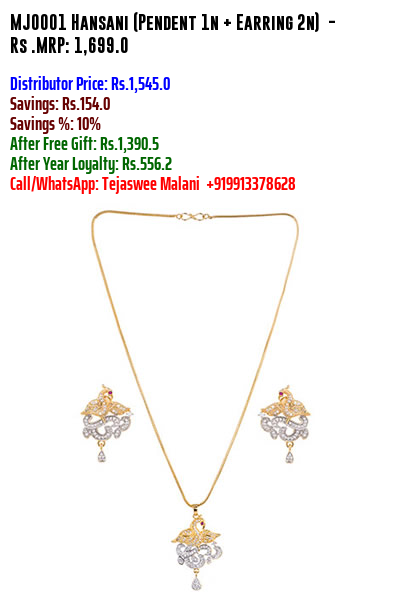 MJ0001 Hansani (Pendent 1n + Earring 2n) -
Rs .MRP: 1,699.0
Distributor Price: Rs.1,545.0
Savings: Rs.154.0
Savings %: 10%
After Free Gift: Rs.1,390.5
After Year Loyalty: Rs.556.2
Call/WhatsApp: Tejaswee Malani +919913378628